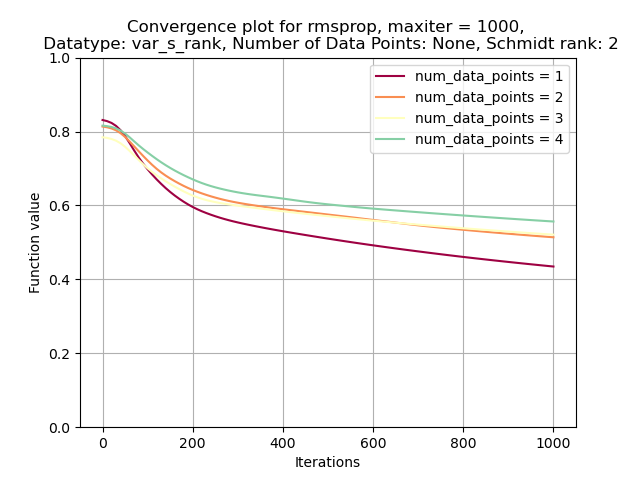 Convergence plot for rmsprop, maxiter = 1000,
Datatype: var_s_rank, Number of Data Points: None, Schmidt rank: 2
1.0
0.8
0.6
0.4
0.2
0.0
Function value
num_data_points = 1
num_data_points = 2
num_data_points = 3
num_data_points = 4
0 200 400 600 800 1000
Iterations